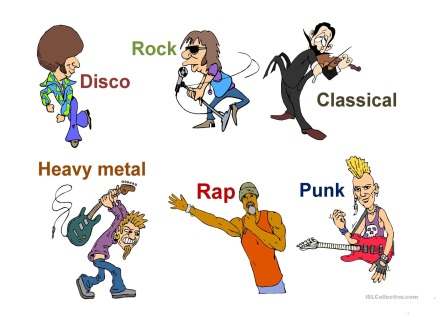 Rock
Disco
Classical
Heavy metal
Rap
Punk
iSLCollective.com